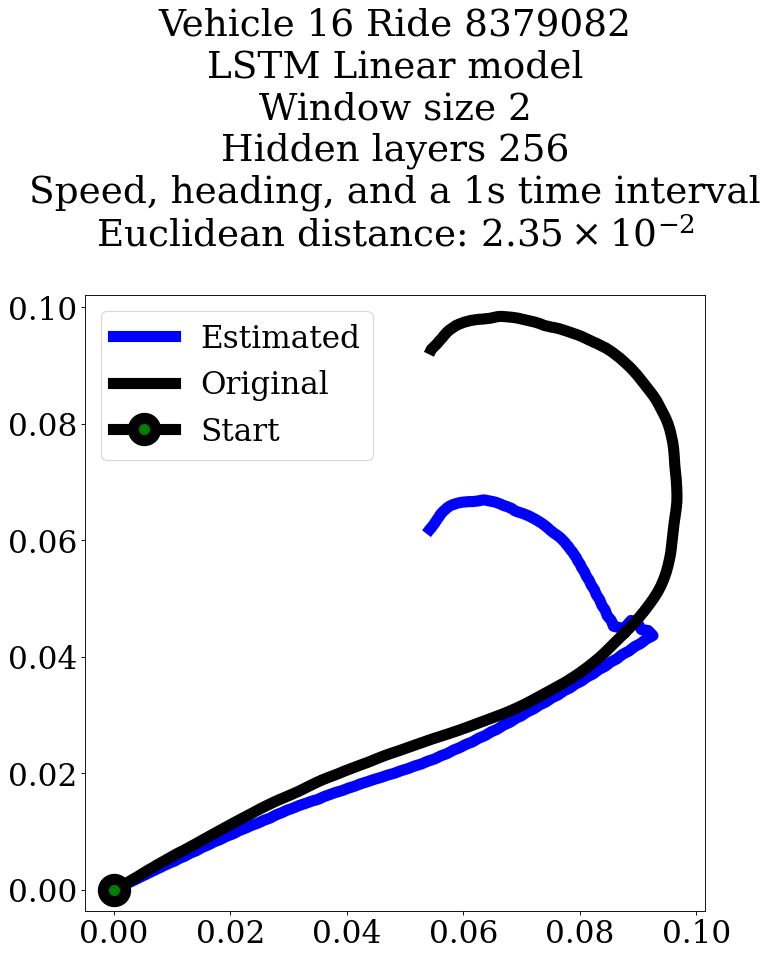 Vehicle 16 Ride 8379082
LSTM Linear model
Window size 2
Hidden layers 256
Speed, heading, and a 1s time interval
Euclidean distance: 2.35 × 10⁻²
Estimated
Original
Start
0.10
0.08
0.06
0.04
0.02
0.00
0.00 0.02 0.04 0.06 0.08 0.10